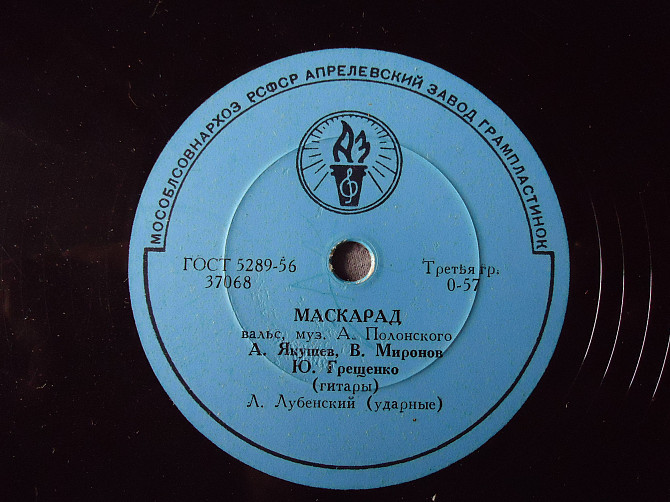 МОСОБЛСОВНАРХОЗ РСФСР АПРЕЛЕВСКИЙ ЗАВОД ГРАМПЛАСТИНОК
АЗ
ГОСТ 5289-56
37068
Третья гр.
0-57
МАСКАРАД
вальс, муз. А. Полонского
А. Якушев, В. Миронов
Ю. Грещенко
(гитары)
Л. Лубенский (ударные)